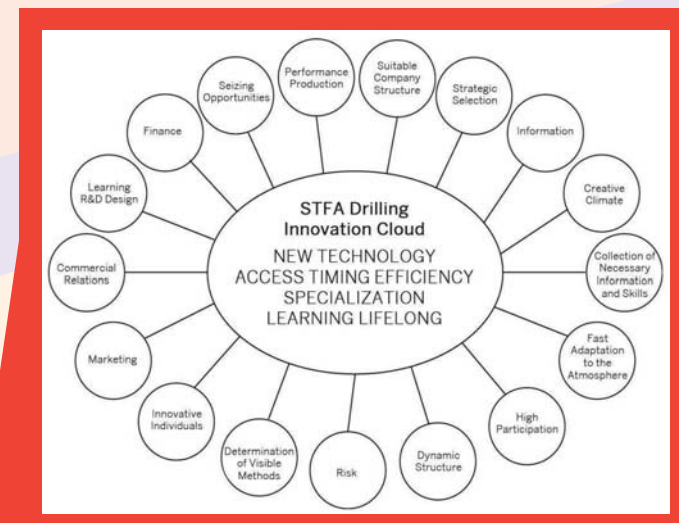 STFA Drilling
Innovation Cloud
NEW TECHNOLOGY
ACCESS TIMING EFFICIENCY
SPECIALIZATION
LEARNING LIFELONG
Suitable
Company
Structure
Strategic
Selection
Information
Creative
Climate
Collection of
Necessary
Information
and Skills
Fast
Adaptation
to the
Atmosphere
High
Participation
Dynamic
Structure
Risk
Determination
of Visible
Methods
Innovative
Individuals
Marketing
Commercial
Relations
Learning
R&D Design
Finance
Seizing
Opportunities
Performance
Production